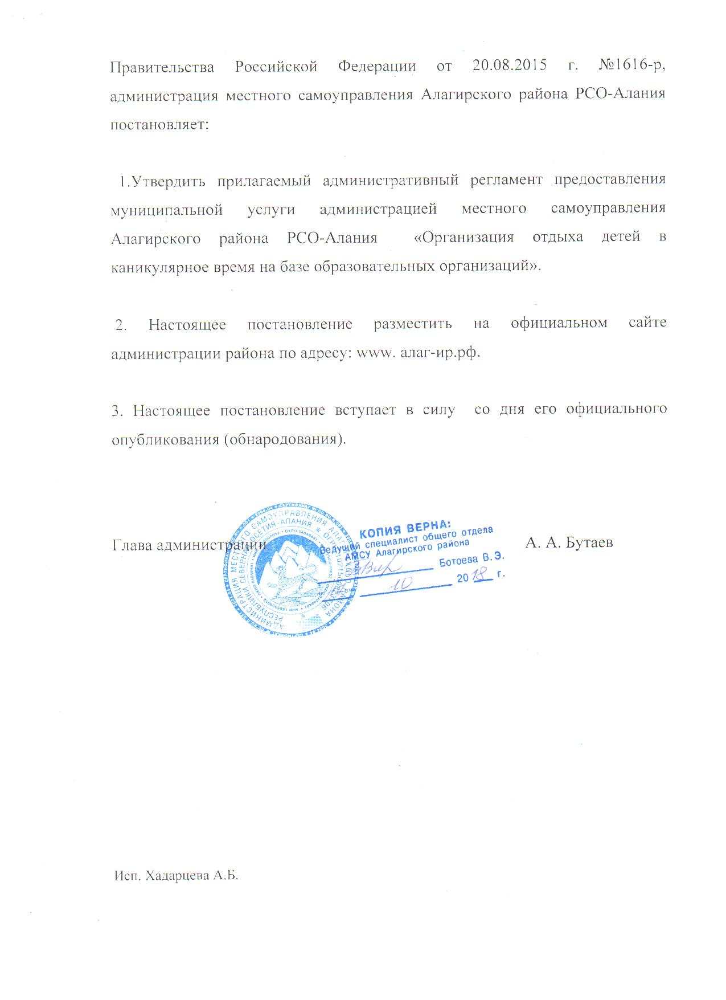 Правительства Российской Федерации от 20.08.2015 г. №1616-р,
администрация местного самоуправления Алагирского района РСО-Алания
постановляет:
1.Утвердить прилагаемый административный регламент предоставления
муниципальной услуги администрацией местного самоуправления
Алагирского района РСО-Алания «Организация отдыха детей в
каникулярное время на базе образовательных организаций».
2. Настоящее постановление разместить на официальном сайте
администрации района по адресу: www. алаг-ир.рф.
3. Настоящее постановление вступает в силу со дня его официального
опубликования (обнародования).
Глава администрации
А. А. Бутаев
КОПИЯ ВЕРНА:
Ведущий специалист общего отдела
АМСУ Алагирского района
Ботоева В.Э.
10 2018 г.
АДМИНИСТРАЦИЯ МЕСТНОГО САМОУПРАВЛЕНИЯ АЛАГИРСКОГО РАЙОНА
РЕСПУБЛИКИ СЕВЕРНАЯ ОСЕТИЯ-АЛАНИЯ
Исп. Хадарцева А.Б.